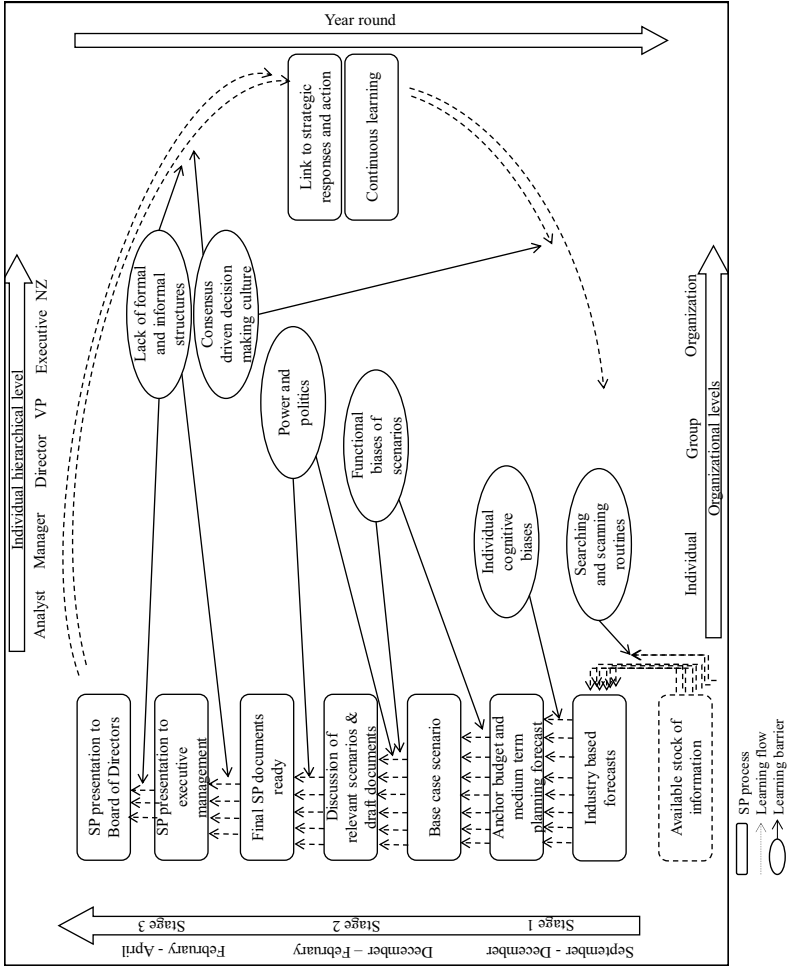 Year round
Individual hierarchical level
Analyst Manager Director VP Executive NZ
Link to strategic
responses and action
Continuous learning
Lack of formal
and informal
structures
Consensus
driven decision
making culture
Power and
politics
Functional
biases of
scenarios
Individual
cognitive
biases
Searching
and scanning
routines
Individual Group Organization
Organizational levels
SP presentation to
Board of Directors
SP presentation to
executive
management
Final SP documents
ready
Discussion of
relevant scenarios &
draft documents
Base case scenario
Anchor budget and
medium term
planning forecast
Industry based
forecasts
Available stock of
information
Stage 3
February - April
Stage 2
December – February
Stage 1
September - December
SP process
Learning flow
Learning barrier